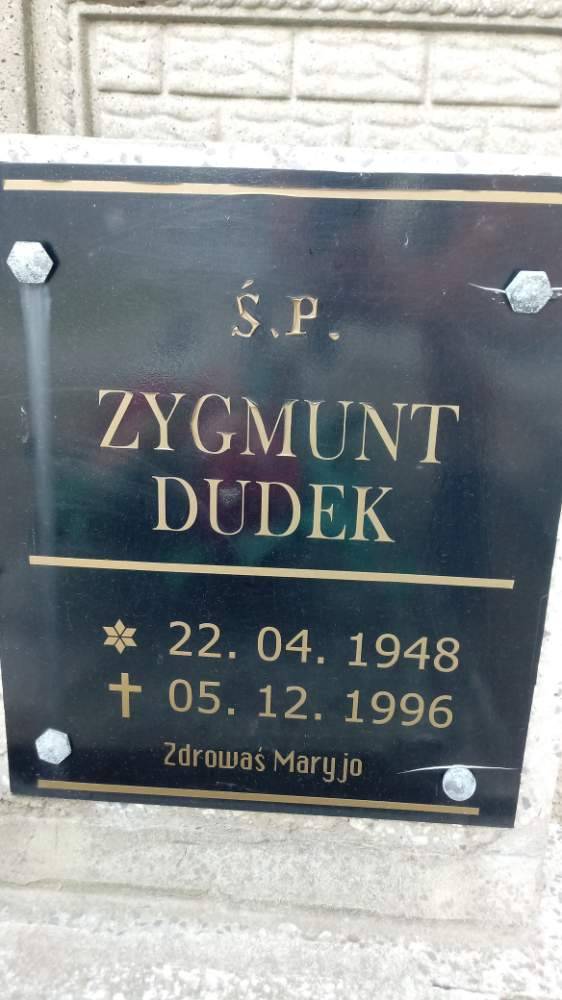 Ś.P.
ZYGMUNT
DUDEK
22. 04. 1948
05. 12. 1996
Zdrowaś Maryjo